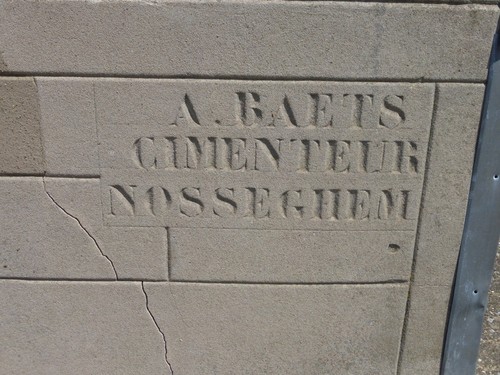 A. BAETS
CIMENTEUR
NOSSEGHEM